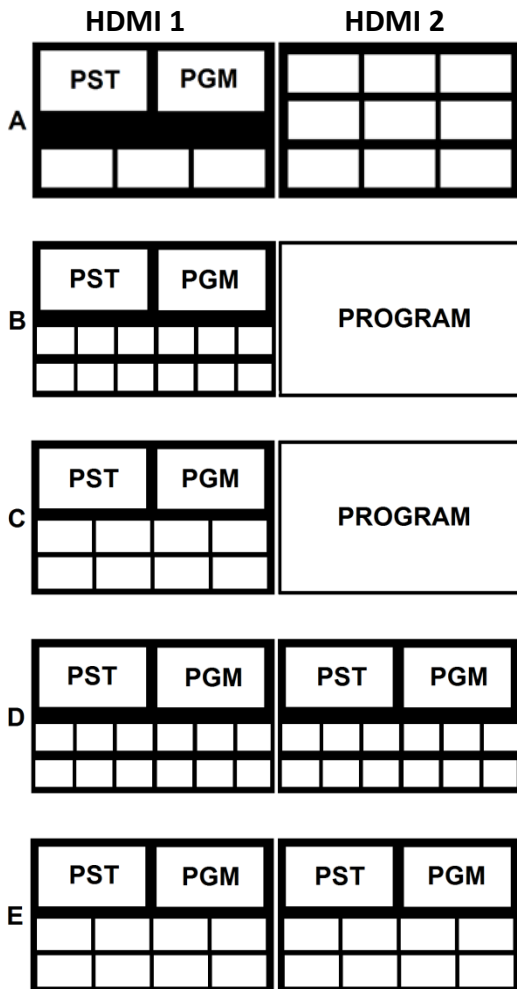 HDMI 1 HDMI 2
A PST PGM
B PST PGM PROGRAM
C PST PGM PROGRAM
D PST PGM PST PGM
E PST PGM PST PGM